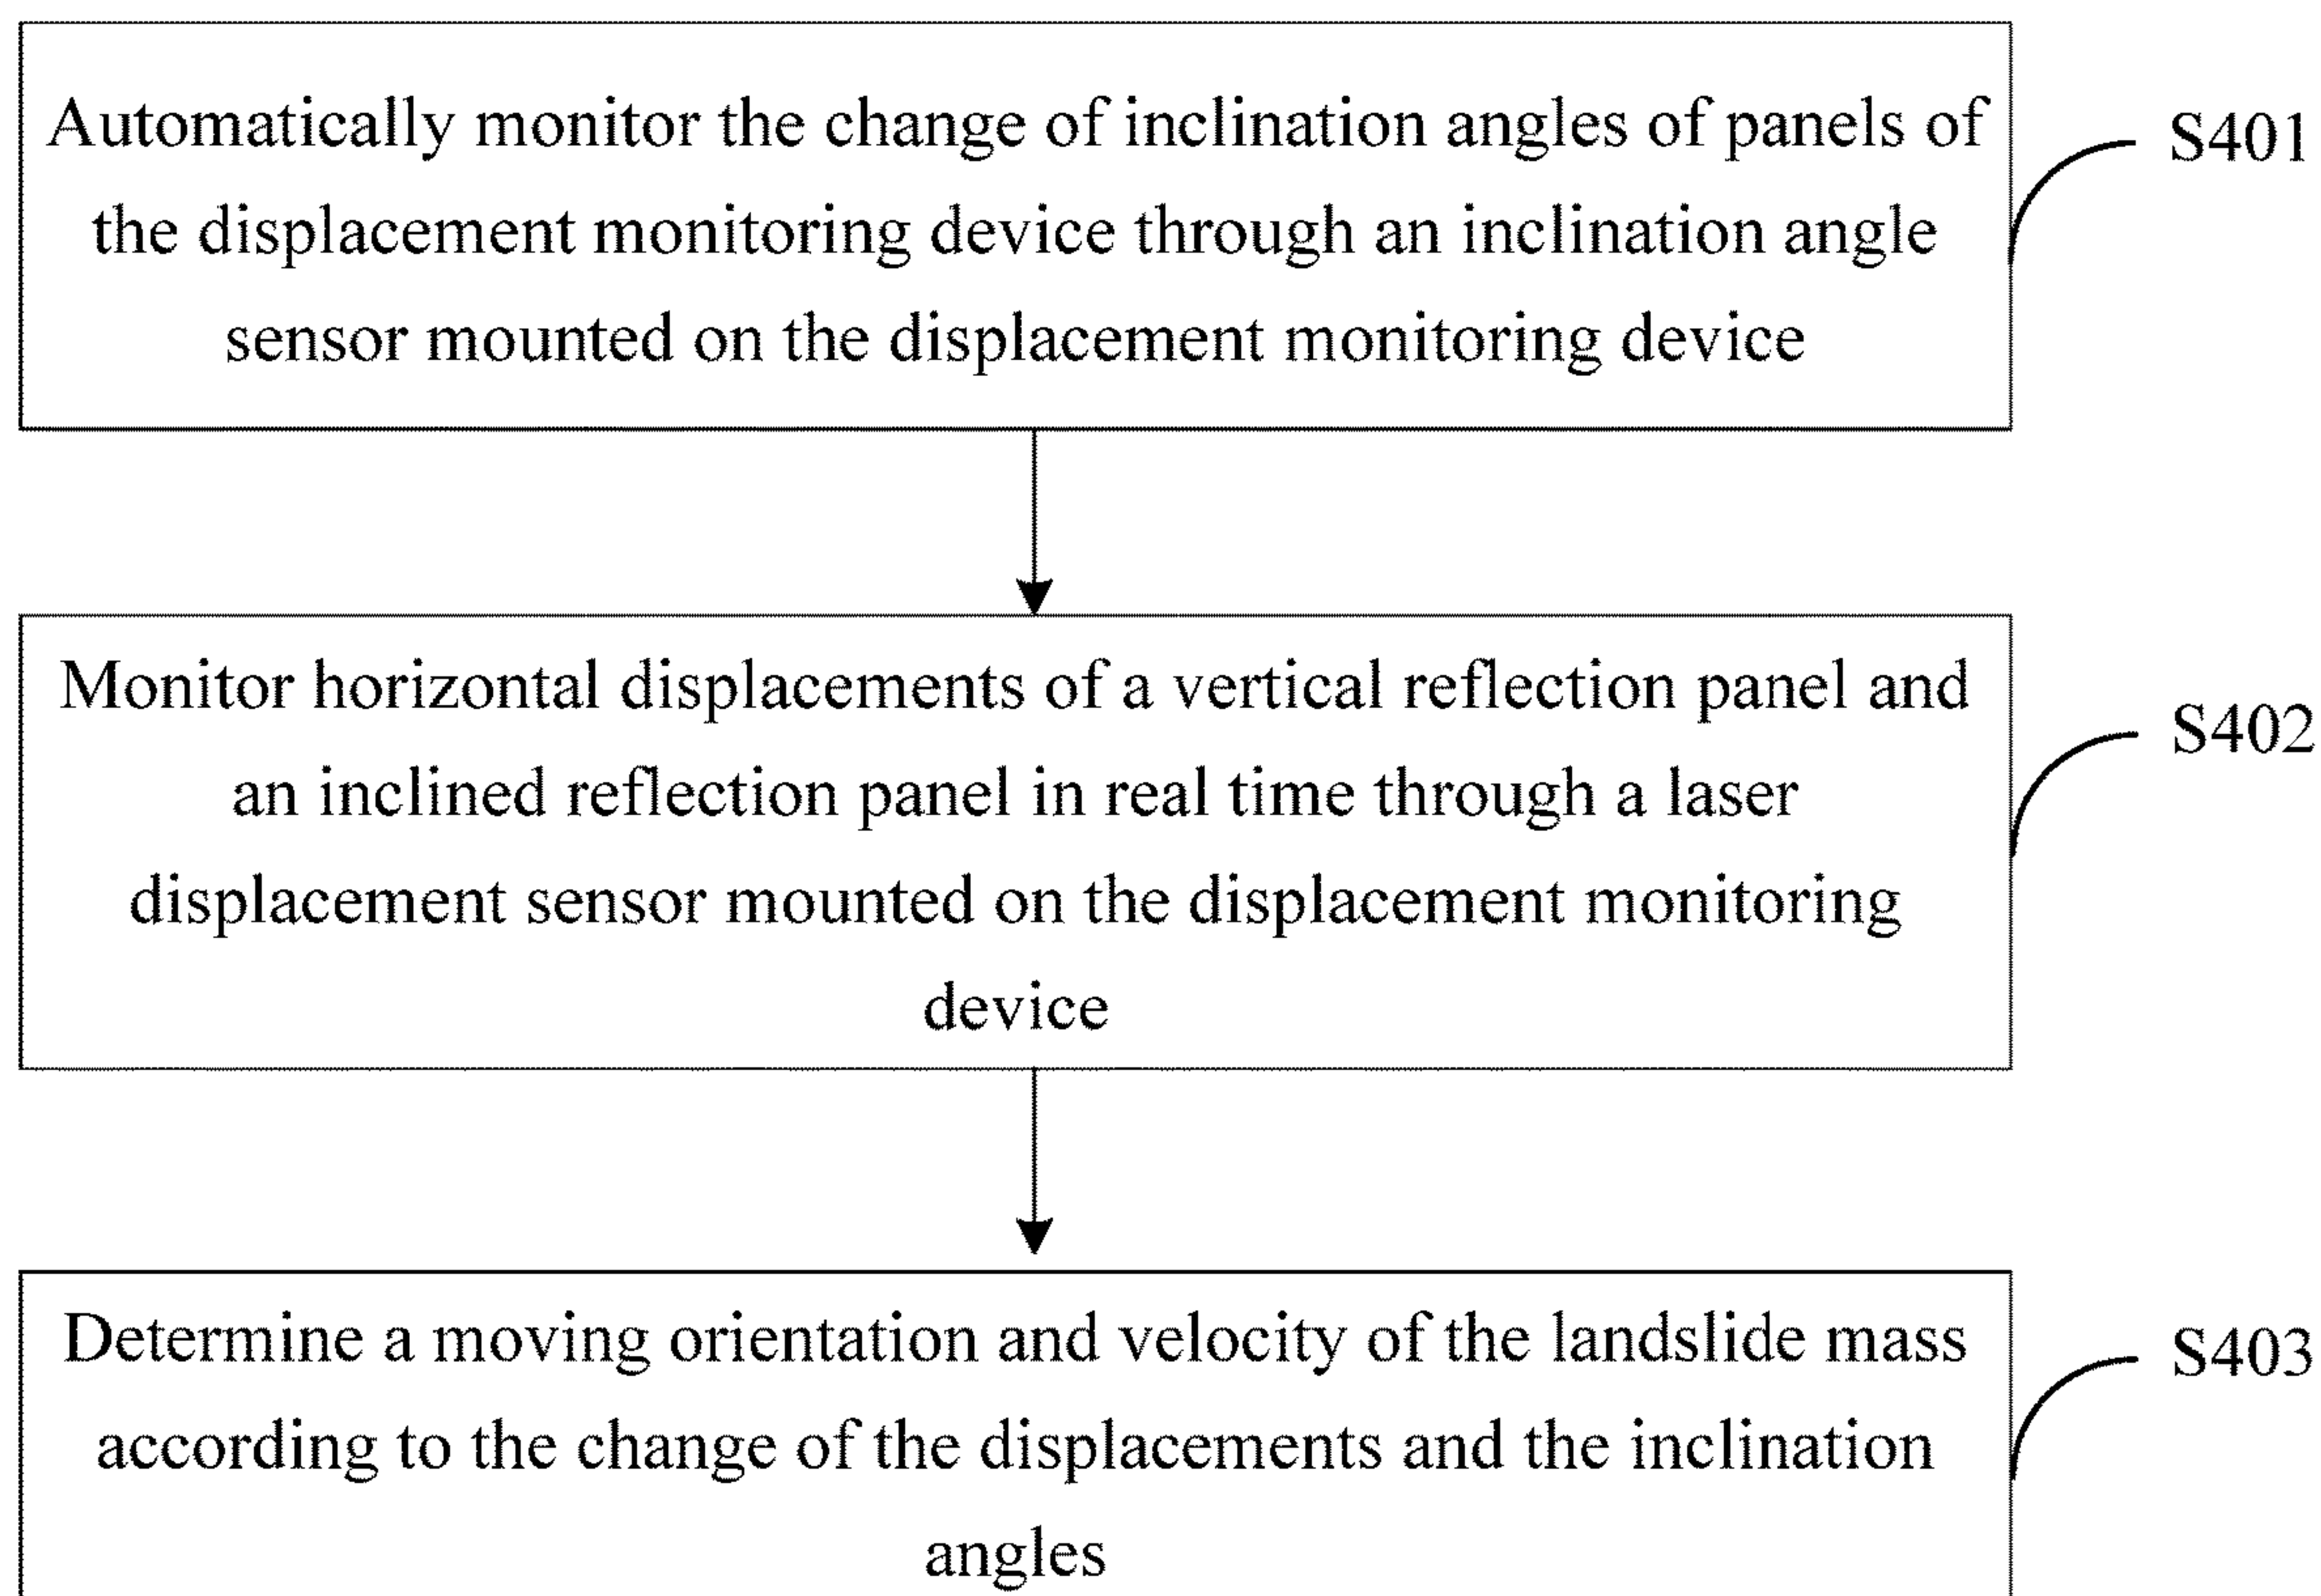 Automatically monitor the change of inclination angles of panels of
the displacement monitoring device through an inclination angle
sensor mounted on the displacement monitoring device
S401
Monitor horizontal displacements of a vertical reflection panel and
an inclined reflection panel in real time through a laser
displacement sensor mounted on the displacement monitoring
device
S402
Determine a moving orientation and velocity of the landslide mass
according to the change of the displacements and the inclination
angles
S403